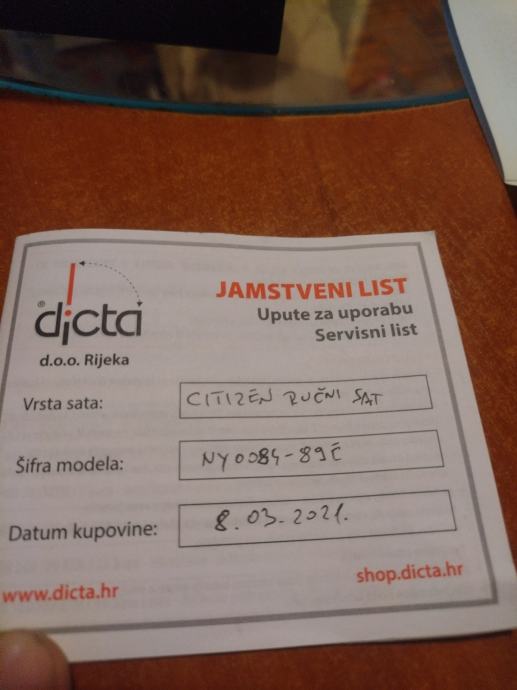 dicta
®
d.o.o. Rijeka
JAMSTVENI LIST
Upute za uporabu
Servisni list
Vrsta sata: CITIZEN RUČNI SAT
Šifra modela: NY0084-89E
Datum kupovine: 8.03.2021.
www.dicta.hr
shop.dicta.hr